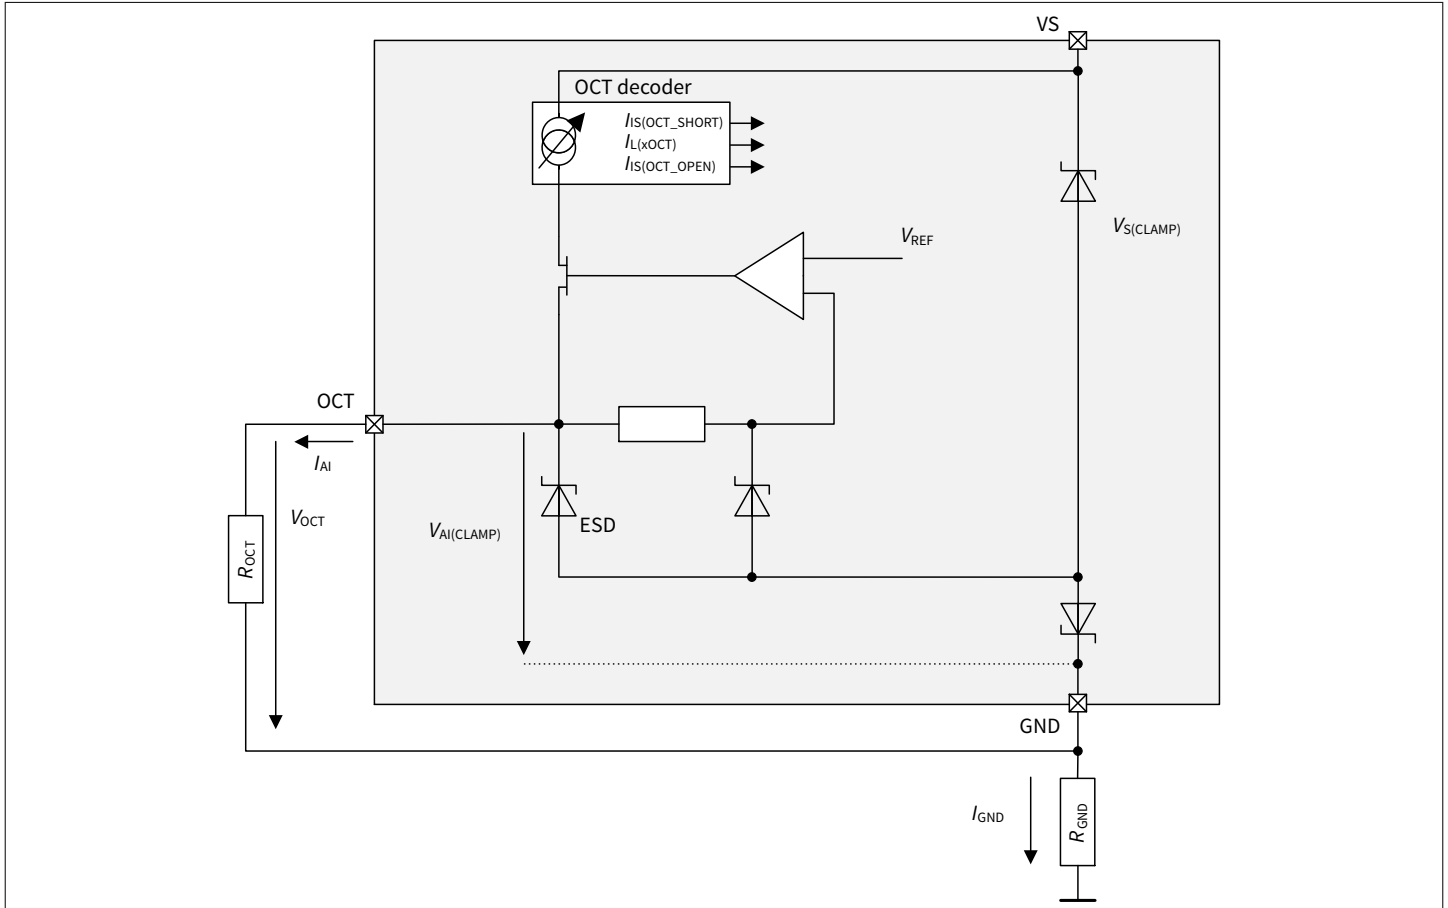 VS
OCT decoder
IIS(OCT_SHORT)
IL(xOCT)
IIS(OCT_OPEN)
VS(CLAMP)
VREF
OCT
IAI
VOCT
VAI(CLAMP)
ESD
ROCT
GND
IGND
RGND